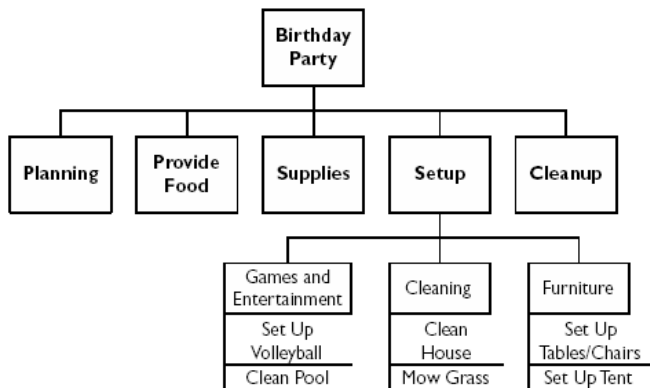 Birthday
Party
Planning
Provide
Food
Supplies
Setup
Cleanup
Games and
Entertainment
Set Up
Volleyball
Clean Pool
Cleaning
Clean
House
Mow Grass
Furniture
Set Up
Tables/Chairs
Set Up Tent